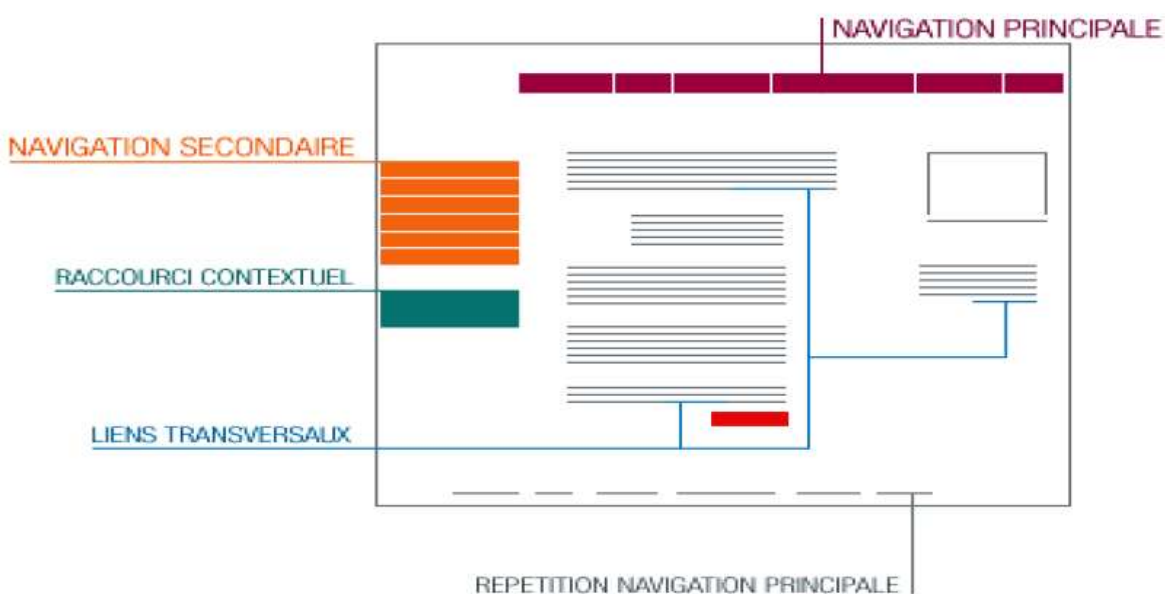 NAVIGATION PRINCIPALE
NAVIGATION SECONDAIRE
RACCOURCI CONTEXTUEL
LIENS TRANSVERSAUX
REPETITION NAVIGATION PRINCIPALE